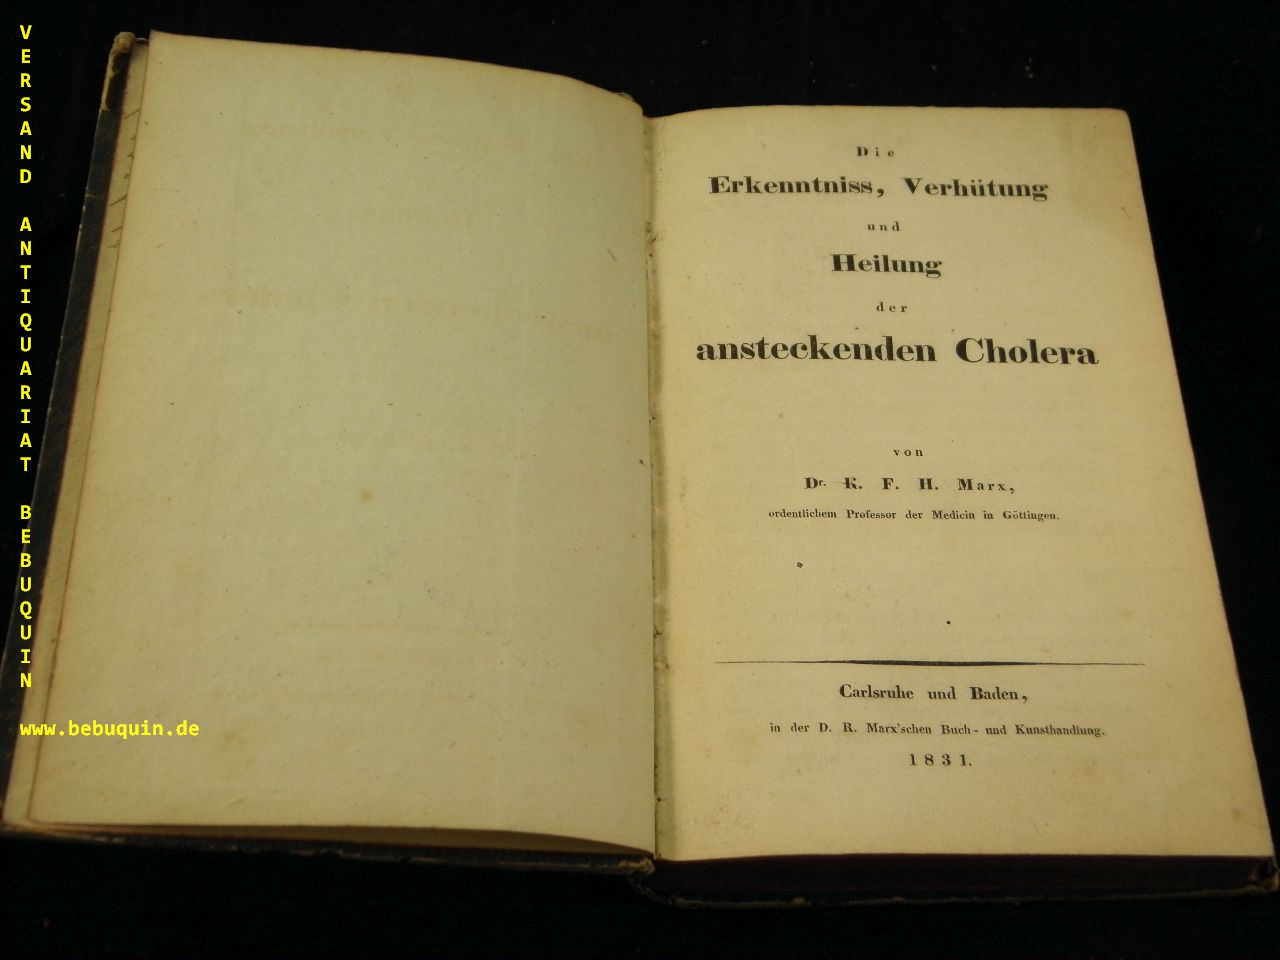 VERSAND ANTIQUARIAT BEBUQUIN
www.bebuquin.de
Die
Erkenntniss, Verhütung
und
Heilung
der
ansteckenden Cholera
von
Dr. K. F. H. Marx,
ordentlichem Professor der Medicin in Göttingen.
Carlsruhe und Baden,
in der D. R. Marx'schen Buch- und Kunsthandlung.
1831.